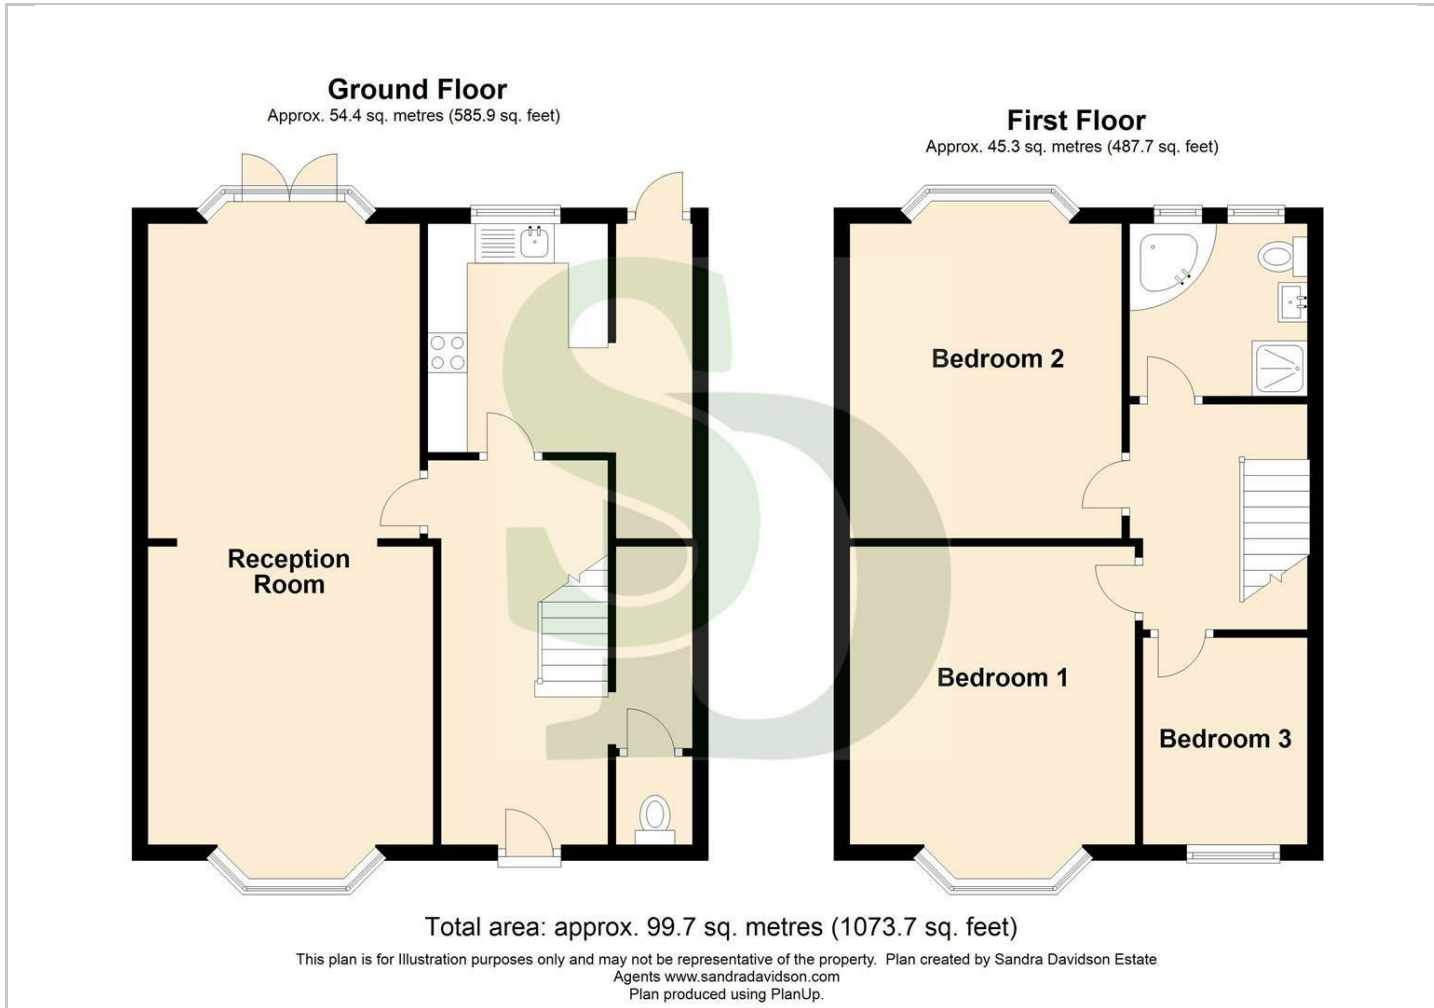 Ground Floor
Approx. 54.4 sq. metres (585.9 sq. feet)
First Floor
Approx. 45.3 sq. metres (487.7 sq. feet)
Reception
Room
Bedroom 2
Bedroom 1
Bedroom 3
SD
Total area: approx. 99.7 sq. metres (1073.7 sq. feet)
This plan is for Illustration purposes only and may not be representative of the property.  Plan created by Sandra Davidson Estate
Agents www.sandradavidson.com
Plan produced using PlanUp.